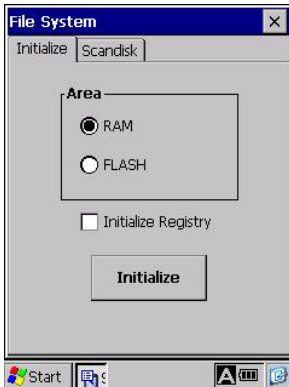 File System
Initialize Scandisk
Area
RAM
FLASH
Initialize Registry
Initialize
Start
A